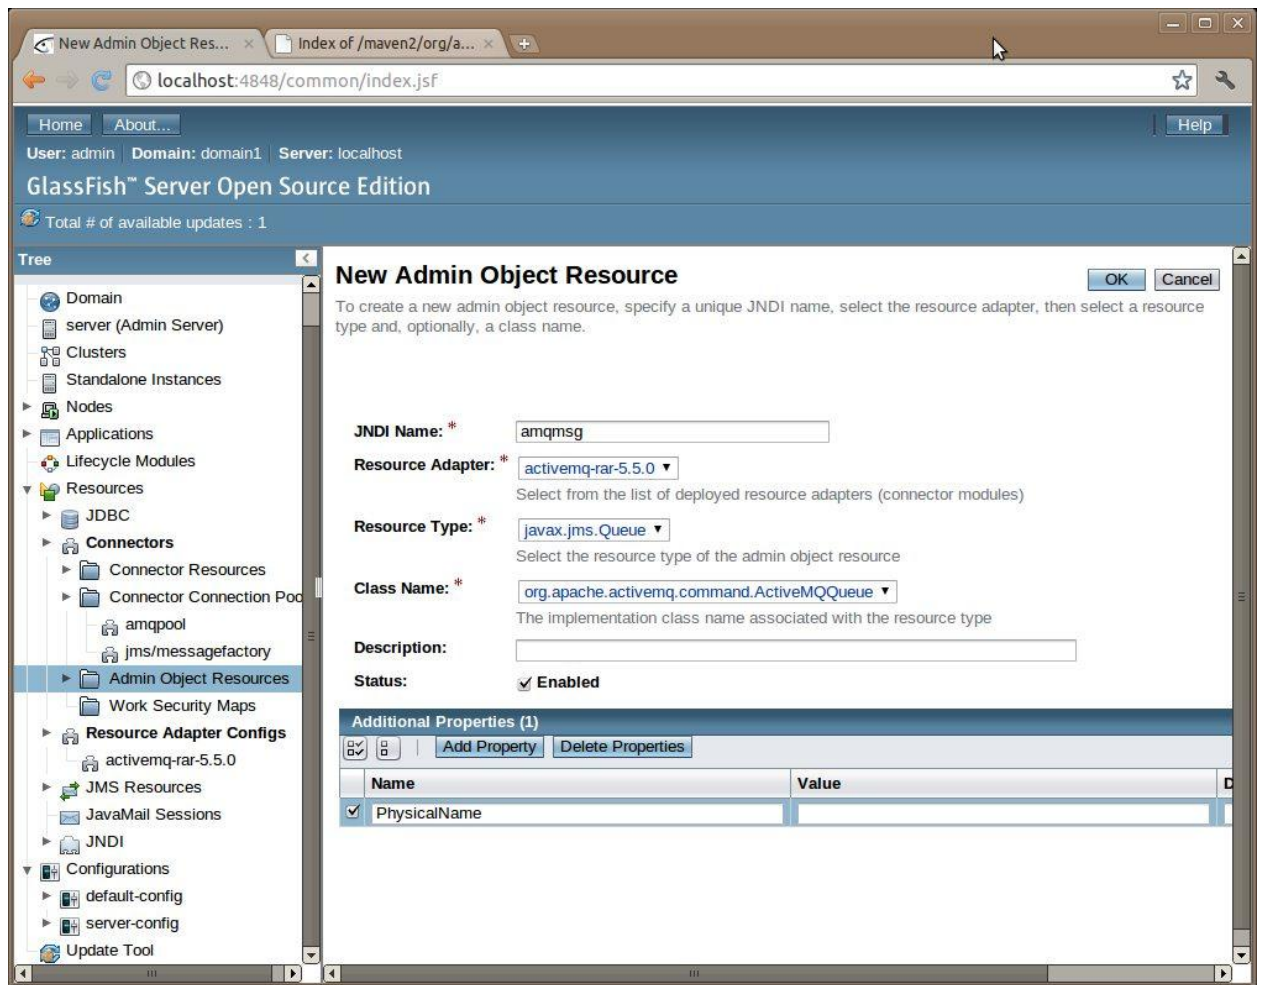 New Admin Object Res...
Index of /maven2/org/a...
localhost:4848/common/index.jsf
Home About... Help
User: admin Domain: domain1 Server: localhost
GlassFish™ Server Open Source Edition
Total # of available updates : 1
Tree
Domain
server (Admin Server)
Clusters
Standalone Instances
Nodes
Applications
Lifecycle Modules
Resources
JDBC
Connectors
Connector Resources
Connector Connection Poo
amqpool
jms/messagefactory
Admin Object Resources
Work Security Maps
Resource Adapter Configs
activemq-rar-5.5.0
JMS Resources
JavaMail Sessions
JNDI
Configurations
default-config
server-config
Update Tool
New Admin Object Resource
OK Cancel
To create a new admin object resource, specify a unique JNDI name, select the resource adapter, then select a resource
type and, optionally, a class name.
JNDI Name: * amqmsg
Resource Adapter: * activemq-rar-5.5.0
Select from the list of deployed resource adapters (connector modules)
Resource Type: * javax.jms.Queue
Select the resource type of the admin object resource
Class Name: * org.apache.activemq.command.ActiveMQQueue
The implementation class name associated with the resource type
Description:
Status: Enabled
Additional Properties (1)
Add Property Delete Properties
Name Value D
PhysicalName